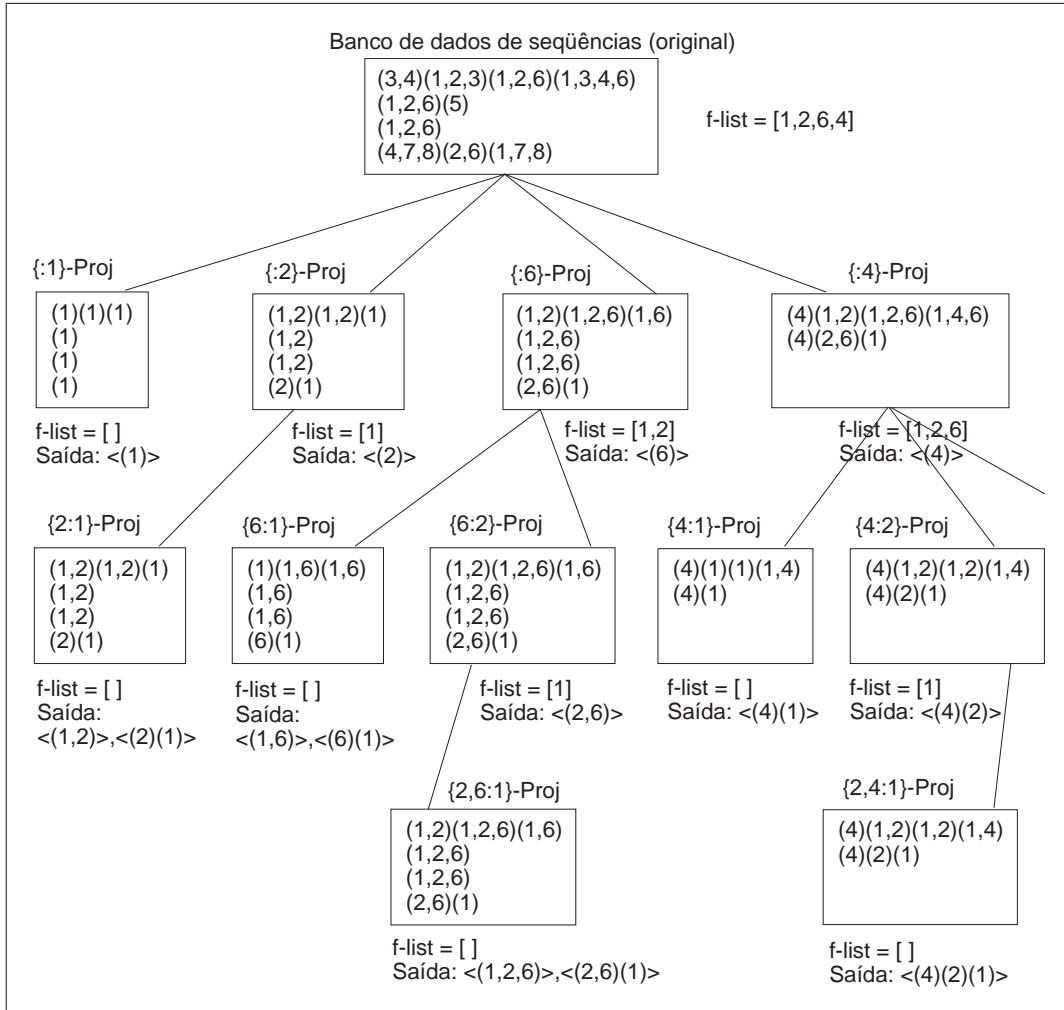 Banco de dados de seqüências (original)
(3,4)(1,2,3)(1,2,6)(1,3,4,6)
(1,2,6)(5)
(1,2,6)
(4,7,8)(2,6)(1,7,8)
f-list = [1,2,6,4]
{:1}-Proj
(1)(1)(1)
(1)
(1)
(1)
f-list = [ ]
Saída: <(1)>
{:2}-Proj
(1,2)(1,2)(1)
(1,2)
(1,2)
(2)(1)
f-list = [1]
Saída: <(2)>
{:6}-Proj
(1,2)(1,2,6)(1,6)
(1,2,6)
(1,2,6)
(2,6)(1)
f-list = [1,2]
Saída: <(6)>
{:4}-Proj
(4)(1,2)(1,2,6)(1,4,6)
(4)(2,6)(1)
f-list = [1,2,6]
Saída: <(4)>
{2:1}-Proj
(1,2)(1,2)(1)
(1,2)
(1,2)
(2)(1)
f-list = [ ]
Saída:
<(1,2)>,<(2)(1)>
{6:1}-Proj
(1)(1,6)(1,6)
(1,6)
(1,6)
(6)(1)
f-list = [ ]
Saída:
<(1,6)>,<(6)(1)>
{6:2}-Proj
(1,2)(1,2,6)(1,6)
(1,2,6)
(1,2,6)
(2,6)(1)
f-list = [1]
Saída: <(2,6)>
{4:1}-Proj
(4)(1)(1)(1,4)
(4)(1)
f-list = [ ]
Saída: <(4)(1)>
{4:2}-Proj
(4)(1,2)(1,2)(1,4)
(4)(2)(1)
f-list = [1]
Saída: <(4)(2)>
{2,6:1}-Proj
(1,2)(1,2,6)(1,6)
(1,2,6)
(1,2,6)
(2,6)(1)
f-list = [ ]
Saída: <(1,2,6)>,<(2,6)(1)>
{2,4:1}-Proj
(4)(1,2)(1,2)(1,4)
(4)(2)(1)
f-list = [ ]
Saída: <(4)(2)(1)>